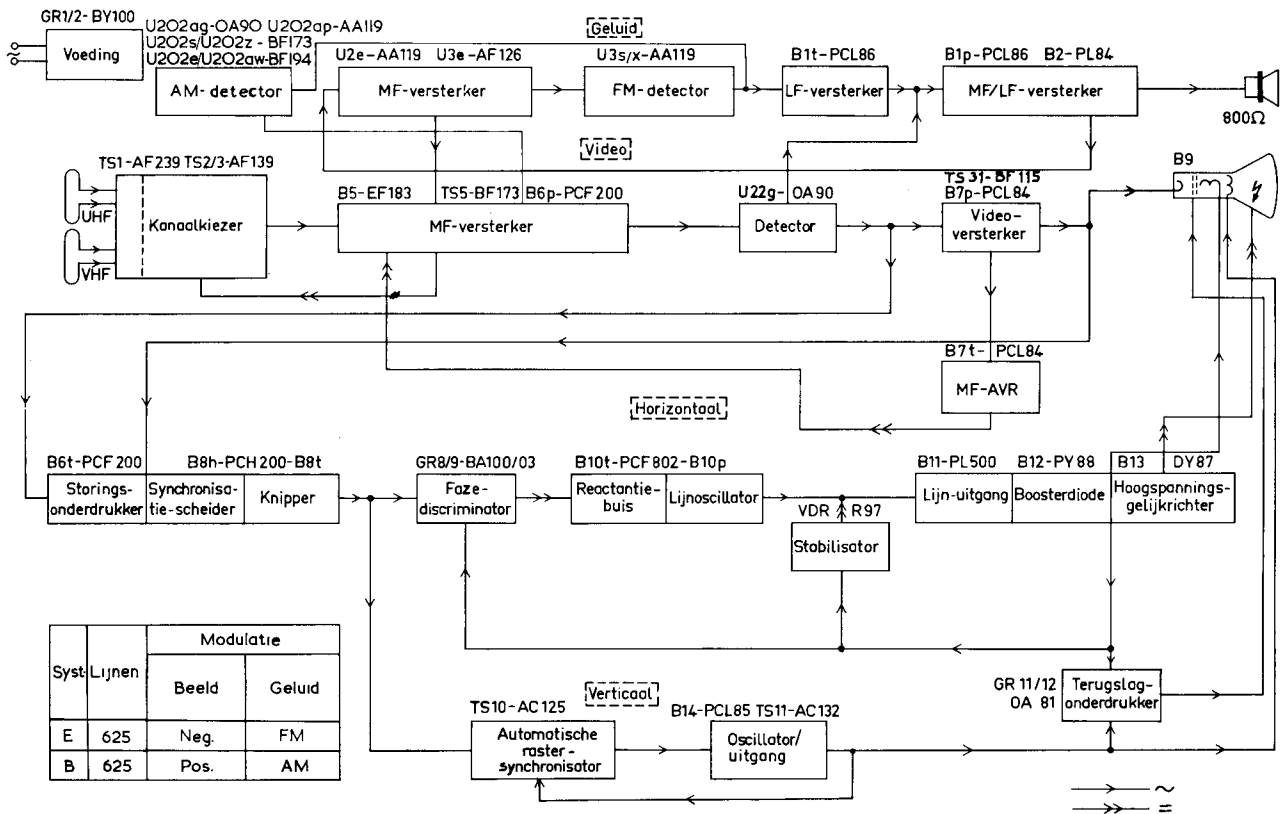 GR1/2-BY100
U2O2ag-OA90 U2O2ap-AA119
U2O2s/U2O2z - BF173
U2O2e/U2O2aw-BF194
Voeding
~
Geluid
U2e-AA119 U3e-AF126
U3s/x-AA119
B1t-PCL86
B1p-PCL86 B2-PL84
AM-detector
MF-versterker
FM-detector
LF-versterker
MF/LF-versterker
800Ω
Video
TS1-AF239 TS2/3-AF139
B5-EF183 TS5-BF173 B6p-PCF200
U22g-OA90
TS31-BF115
B7p-PCL84
B9
UHF
VHF
Kanaalkiezer
MF-versterker
Detector
Video-
versterker
B7t-PCL84
MF-AVR
Horizontaal
B6t-PCF200
B8h-PCH200-B8t
GR8/9-BA100/03
B10t-PCF802-B10p
B11-PL500
B12-PY88
B13
DY87
Storings-
onderdrukker
Synchronisa-
tie-scheider
Knipper
Faze-
discriminator
Reactantie-
buis
Lijnoscillator
VDR R97
Stabilisator
Lijn-uitgang
Boosterdiode
Hoogspannings-
gelijkrichter
Syst.
Lijnen
Modulatie
Beeld
Geluid
E 625 Neg. FM
B 625 Pos. AM
Verticaal
TS10-AC125
B14-PCL85 TS11-AC132
Automatische
raster-
synchronisator
Oscillator/
uitgang
GR11/12
OA 81
Terugslag-
onderdrukker
~
=